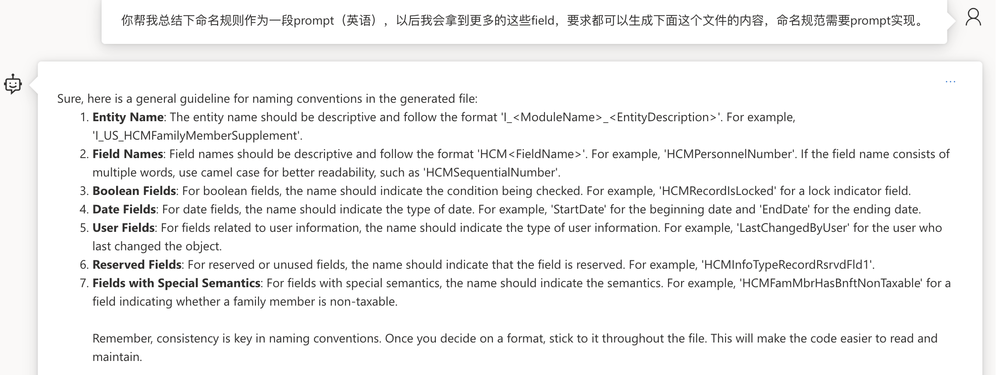 你帮我总结下命名规则作为一段prompt（英语），以后我会拿到更多的这些field，要求都可以生成下面这个文件的内容，命名规范需要prompt实现。
...
Sure, here is a general guideline for naming conventions in the generated file:
1. Entity Name: The entity name should be descriptive and follow the format 'I_<ModuleName>_<EntityDescription>'. For example,
'I_US_HCMFamilyMemberSupplement'.
2. Field Names: Field names should be descriptive and follow the format 'HCM<FieldName>'. For example, 'HCMPersonnelNumber'. If the field name consists of
multiple words, use camel case for better readability, such as 'HCMSequentialNumber'.
3. Boolean Fields: For boolean fields, the name should indicate the condition being checked. For example, 'HCMRecordIsLocked' for a lock indicator field.
4. Date Fields: For date fields, the name should indicate the type of date. For example, 'StartDate' for the beginning date and 'EndDate' for the ending date.
5. User Fields: For fields related to user information, the name should indicate the type of user information. For example, 'LastChangedByUser' for the user who
last changed the object.
6. Reserved Fields: For reserved or unused fields, the name should indicate that the field is reserved. For example, 'HCMInfoTypeRecordRsrvdFld1'.
7. Fields with Special Semantics: For fields with special semantics, the name should indicate the semantics. For example, 'HCMFamMbrHasBnftNonTaxable' for a
field indicating whether a family member is non-taxable.
Remember, consistency is key in naming conventions. Once you decide on a format, stick to it throughout the file. This will make the code easier to read and
maintain.